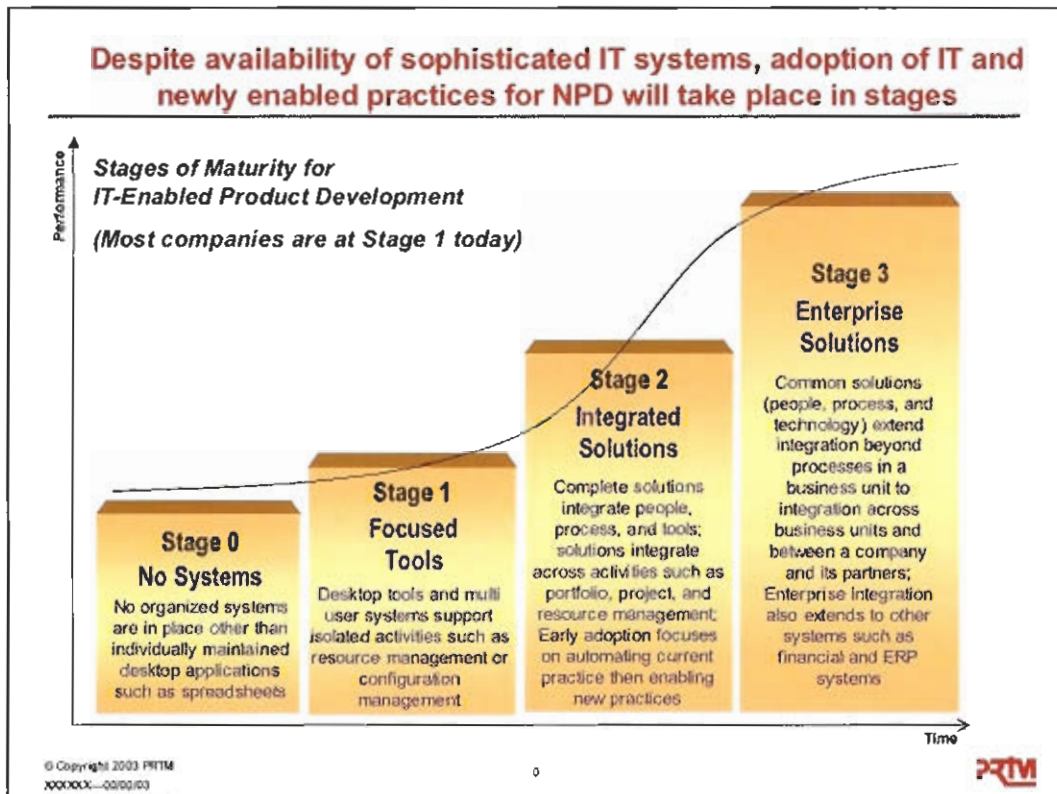 Despite availability of sophisticated IT systems, adoption of IT and
newly enabled practices for NPD will take place in stages
Performance
Stages of Maturity for
IT-Enabled Product Development
(Most companies are at Stage 1 today)
Stage 0
No Systems
No organized systems
are in place other than
individually maintained
desktop applications
such as spreadsheets
Stage 1
Focused
Tools
Desktop tools and multi
user systems support
isolated activities such as
resource management or
configuration
management
Stage 2
Integrated
Solutions
Complete solutions
integrate people,
process, and tools;
solutions integrate
across activities such as
portfolio, project, and
resource management;
Early adoption focuses
on automating current
practice then enabling
new practices
Stage 3
Enterprise
Solutions
Common solutions
(people, process, and
technology) extend
integration beyond
processes in a
business unit to
integration across
business units and
between a company
and its partners;
Enterprise Integration
also extends to other
systems such as
financial and ERP
systems
Time
© Copyright 2003 PRTM
XXXXXX—00/00/03
0
PRTM